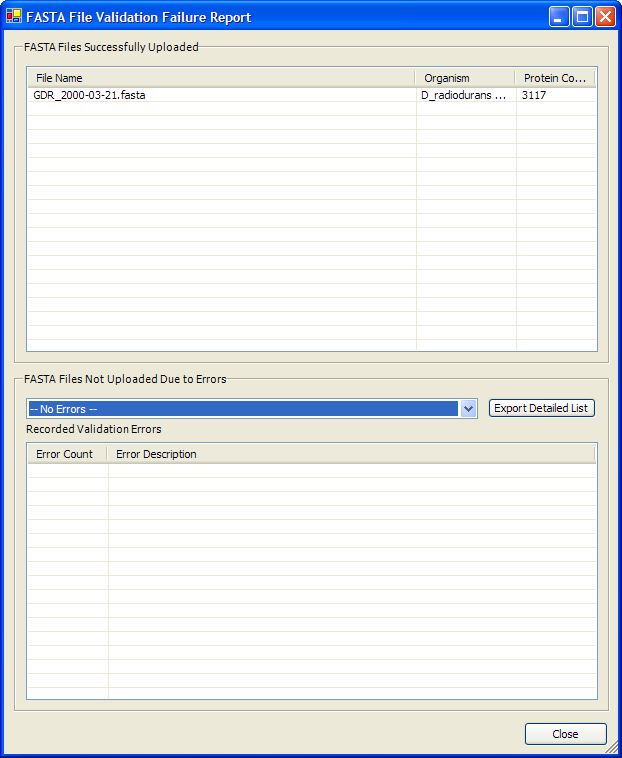 FASTA File Validation Failure Report
FASTA Files Successfully Uploaded
File Name Organism Protein Co...
GDR_2000-03-21.fasta D_radiodurans ... 3117
FASTA Files Not Uploaded Due to Errors
-- No Errors -- Export Detailed List
Recorded Validation Errors
Error Count Error Description
Close